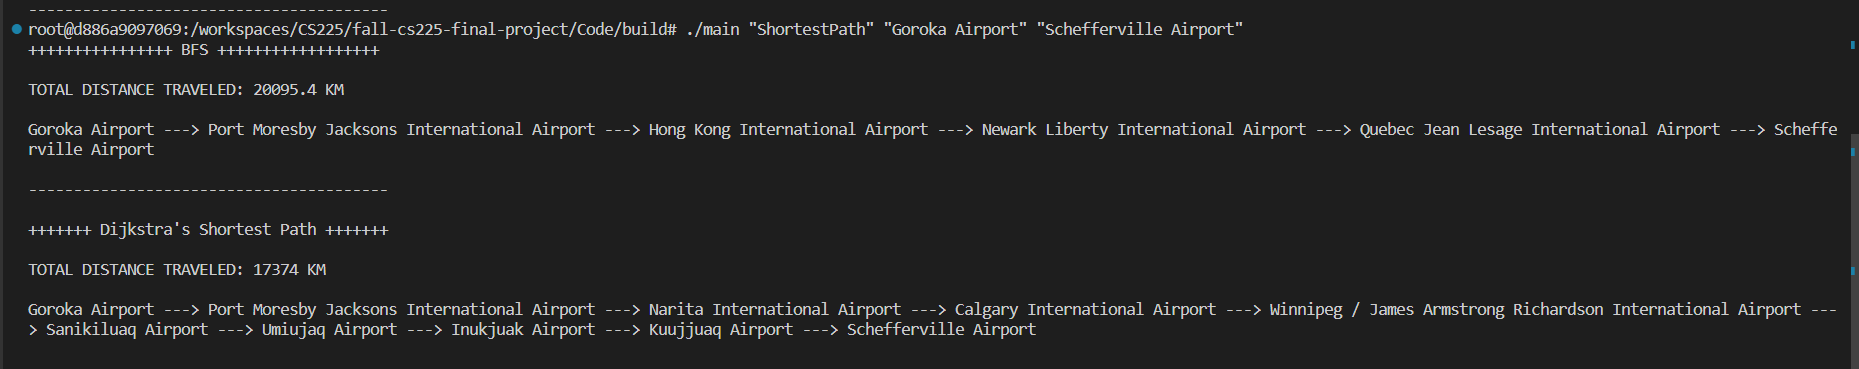 ----------------------------------------
root@d886a9097069:/workspaces/CS225/fall-cs225-final-project/Code/build# ./main "ShortestPath" "Goroka Airport" "Schefferville Airport"
++++++++++++++++ BFS ++++++++++++++++++
TOTAL DISTANCE TRAVELED: 20095.4 KM
Goroka Airport ---> Port Moresby Jacksons International Airport ---> Hong Kong International Airport ---> Newark Liberty International Airport ---> Quebec Jean Lesage International Airport ---> Scheffe
rville Airport
----------------------------------------
+++++++ Dijkstra's Shortest Path +++++++
TOTAL DISTANCE TRAVELED: 17374 KM
Goroka Airport ---> Port Moresby Jacksons International Airport ---> Narita International Airport ---> Calgary International Airport ---> Winnipeg / James Armstrong Richardson International Airport ---
> Sanikiluaq Airport ---> Umiujaq Airport ---> Inukjuak Airport ---> Kuujjuaq Airport ---> Schefferville Airport